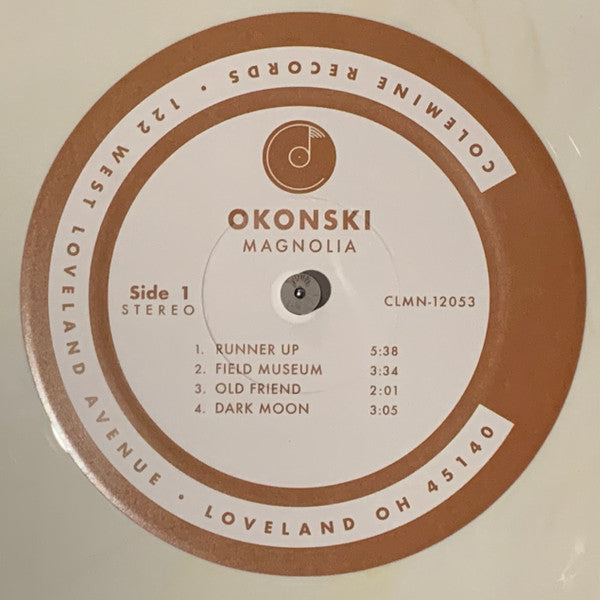 COLEMINE RECORDS • 122 WEST LOVELAND AVENUE • LOVELAND OH 45140
OKONSKI
MAGNOLIA
Side 1
STEREO
CLMN-12053
1. RUNNER UP 5:38
2. FIELD MUSEUM 3:34
3. OLD FRIEND 2:01
4. DARK MOON 3:05